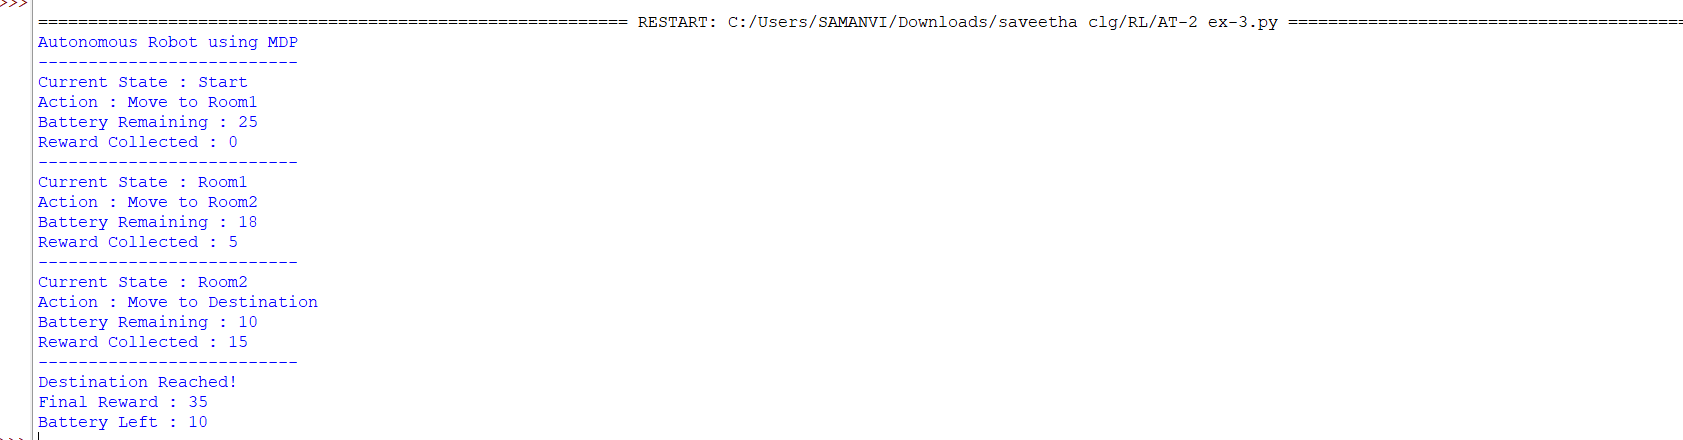 >>>
=========================================================== RESTART: C:/Users/SAMANVI/Downloads/saveetha clg/RL/AT-2 ex-3.py ========================================
Autonomous Robot using MDP
--------------------------
Current State : Start
Action : Move to Room1
Battery Remaining : 25
Reward Collected : 0
--------------------------
Current State : Room1
Action : Move to Room2
Battery Remaining : 18
Reward Collected : 5
--------------------------
Current State : Room2
Action : Move to Destination
Battery Remaining : 10
Reward Collected : 15
--------------------------
Destination Reached!
Final Reward : 35
Battery Left : 10
>>>